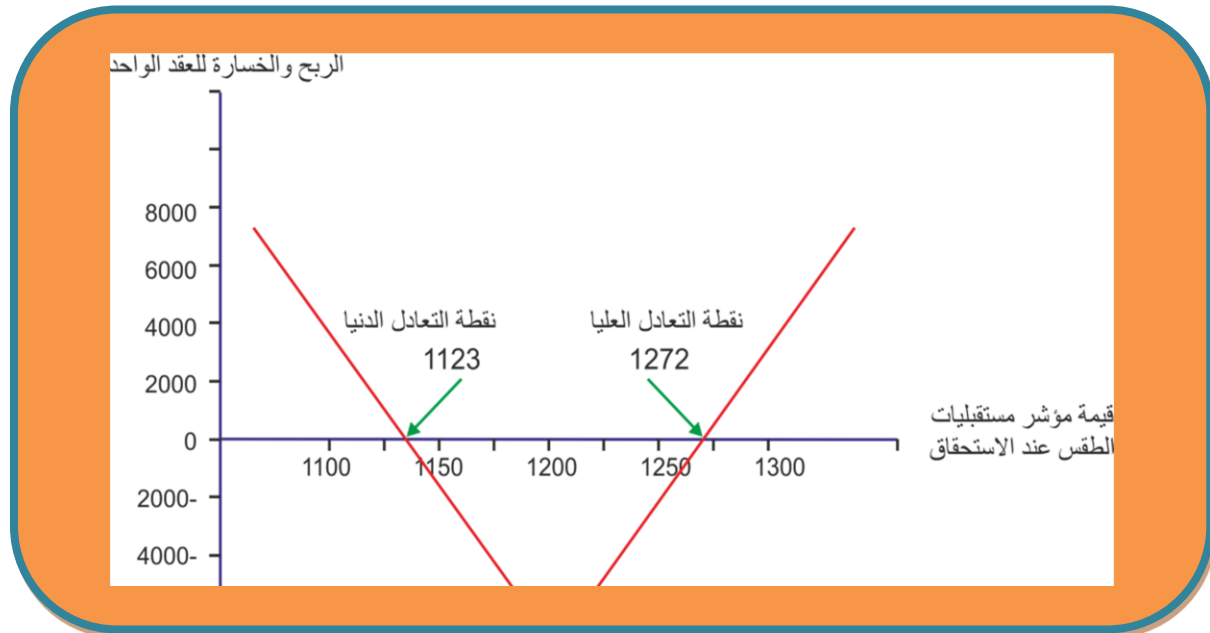 الربح والخسارة للعقد الواحد
8000
6000
4000
نقطة التعادل الدنيا
نقطة التعادل العليا
1123
1272
2000
قيمة مؤشر مستقبليات
الطقس عند الاستحقاق
0
1100
1150
1200
1250
1300
2000-
4000-